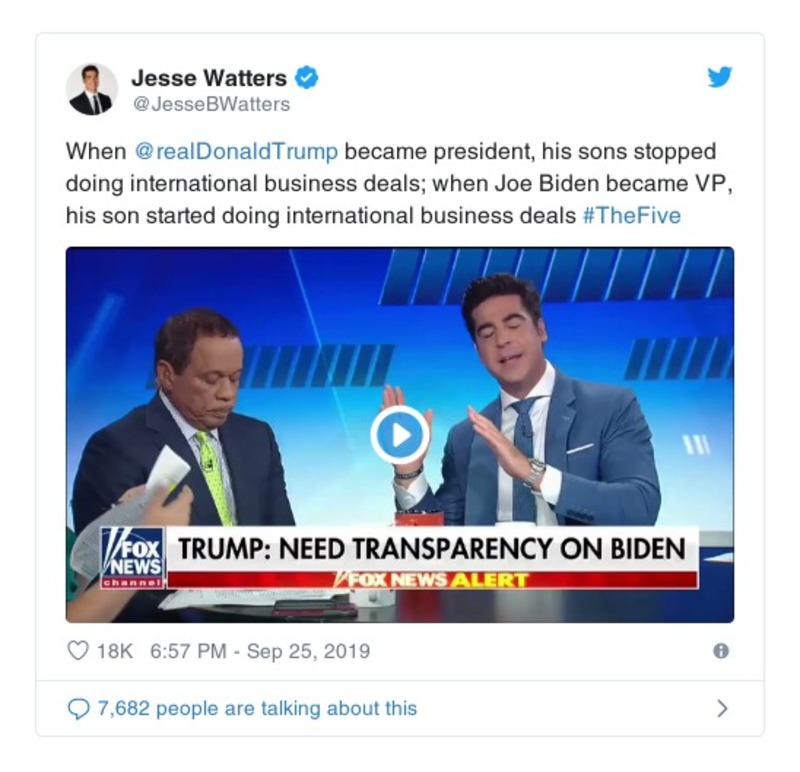 Jesse Watters
@JesseBWatters
When @realDonaldTrump became president, his sons stopped
doing international business deals; when Joe Biden became VP,
his son started doing international business deals #TheFive
FOX
NEWS
channel
TRUMP: NEED TRANSPARENCY ON BIDEN
FOX NEWS ALERT
18K 6:57 PM - Sep 25, 2019
7,682 people are talking about this